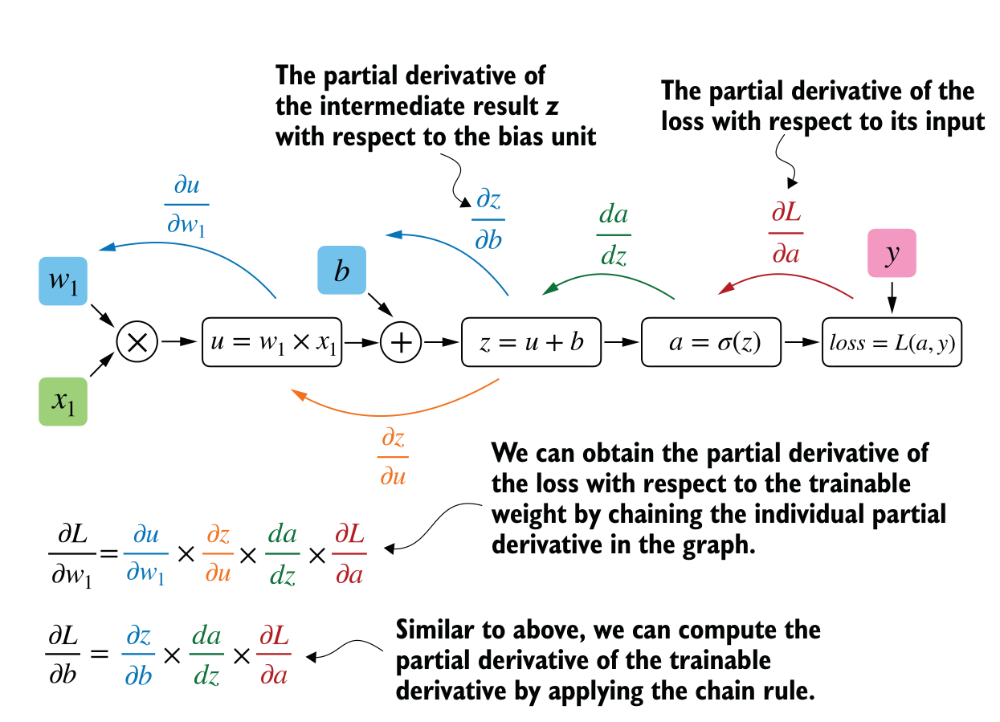 The partial derivative of
the intermediate result z
with respect to the bias unit
The partial derivative of the
loss with respect to its input
∂u
∂w₁
∂z
∂b
da
dz
∂L
∂a
w₁
b
y
×
u = w₁ × x₁
+
z = u + b
a = σ(z)
loss = L(a, y)
x₁
∂z
∂u
We can obtain the partial derivative of
the loss with respect to the trainable
weight by chaining the individual partial
derivative in the graph.
∂L/∂w₁ = ∂u/∂w₁ × ∂z/∂u × da/dz × ∂L/∂a
∂L/∂b = ∂z/∂b × da/dz × ∂L/∂a
Similar to above, we can compute the
partial derivative of the trainable
derivative by applying the chain rule.